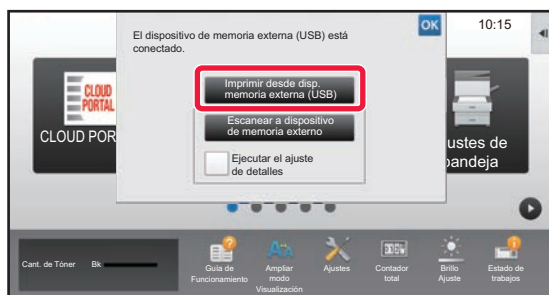 El dispositivo de memoria externa (USB) está
conectado.
OK
10:15
Imprimir desde disp.
memoria externa (USB)
Escanear a dispositivo
de memoria externo
Ejecutar el ajuste
de detalles
CLOUD
PORTAL
CLOUD POR
ustes de
bandeja
Cant. de Tóner
Bk
Guía de
Funcionamiento
Ampliar
modo
Visualización
Ajustes
Contador
total
Brillo
Ajuste
Estado de
trabajos